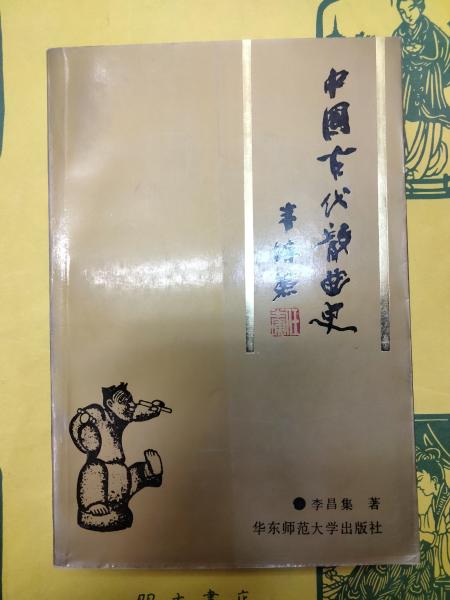 中國古代散曲史
李昌集 著
华东师范大学出版社